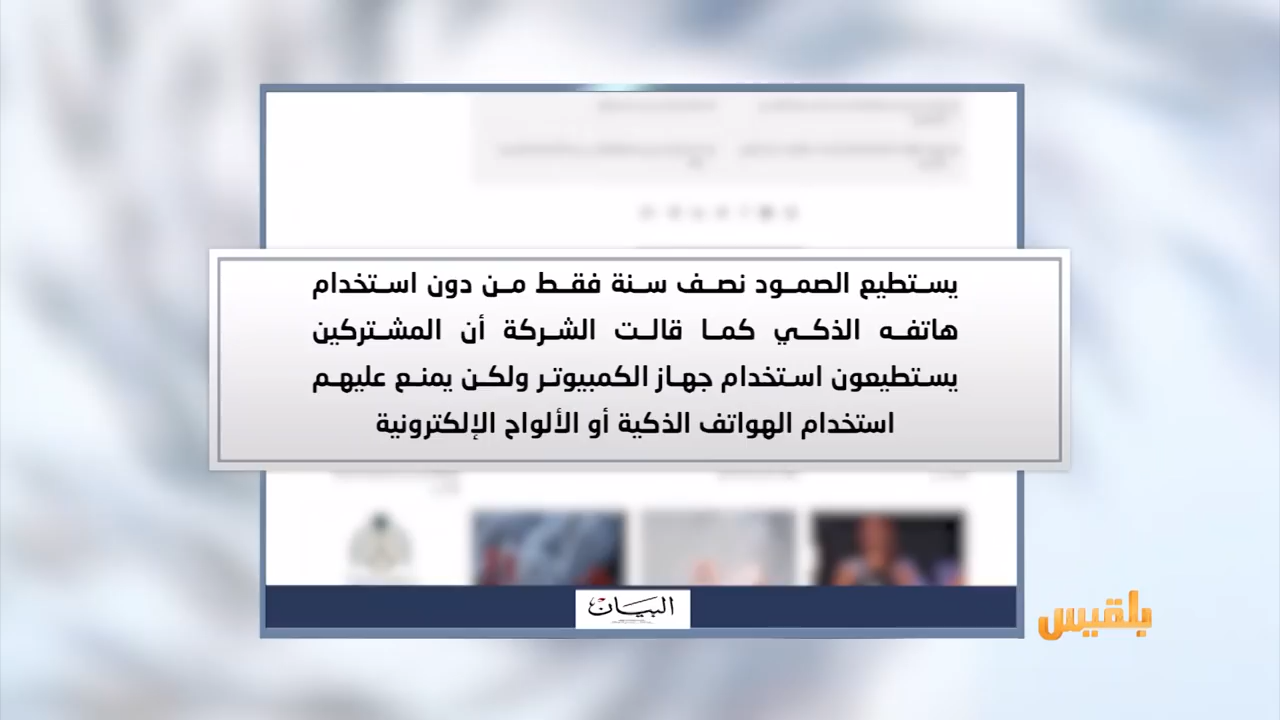 يستطيع الصمود نصف سنة فقط من دون استخدام
هاتفه الذكي كما قالت الشركة أن المشتركين
يستطيعون استخدام جهاز الكمبيوتر ولكن يمنع عليهم
استخدام الهواتف الذكية أو الألواح الإلكترونية
البيان
بلقيس